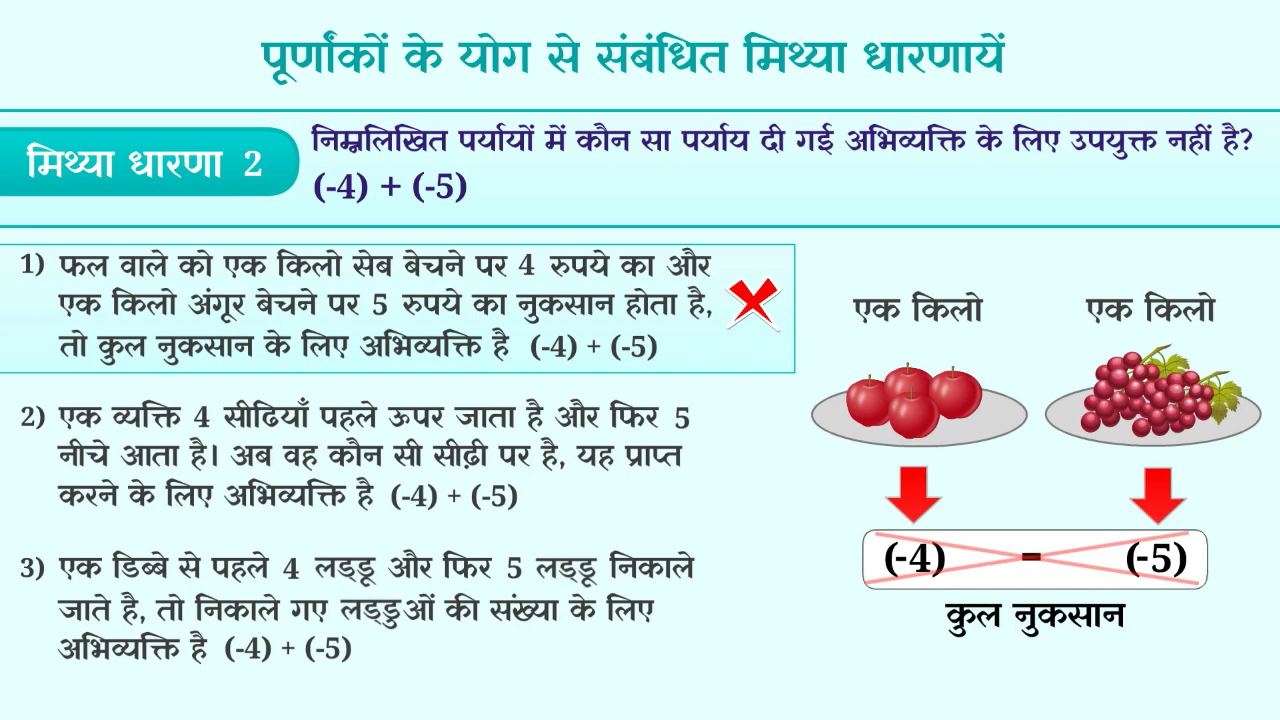 पूर्णांकों के योग से संबंधित मिथ्या धारणायें
मिथ्या धारणा 2
निम्नलिखित पर्यायों में कौन सा पर्याय दी गई अभिव्यक्ति के लिए उपयुक्त नहीं है?
(-4) + (-5)
1) फल वाले को एक किलो सेब बेचने पर 4 रुपये का और
एक किलो अंगूर बेचने पर 5 रुपये का नुकसान होता है,
तो कुल नुकसान के लिए अभिव्यक्ति है (-4) + (-5)
2) एक व्यक्ति 4 सीढियाँ पहले ऊपर जाता है और फिर 5
नीचे आता है। अब वह कौन सी सीढ़ी पर है, यह प्राप्त
करने के लिए अभिव्यक्ति है (-4) + (-5)
3) एक डिब्बे से पहले 4 लड्डू और फिर 5 लड्डू निकाले
जाते है, तो निकाले गए लड्डुओं की संख्या के लिए
अभिव्यक्ति है (-4) + (-5)
एक किलो
एक किलो
(-4) = (-5)
कुल नुकसान